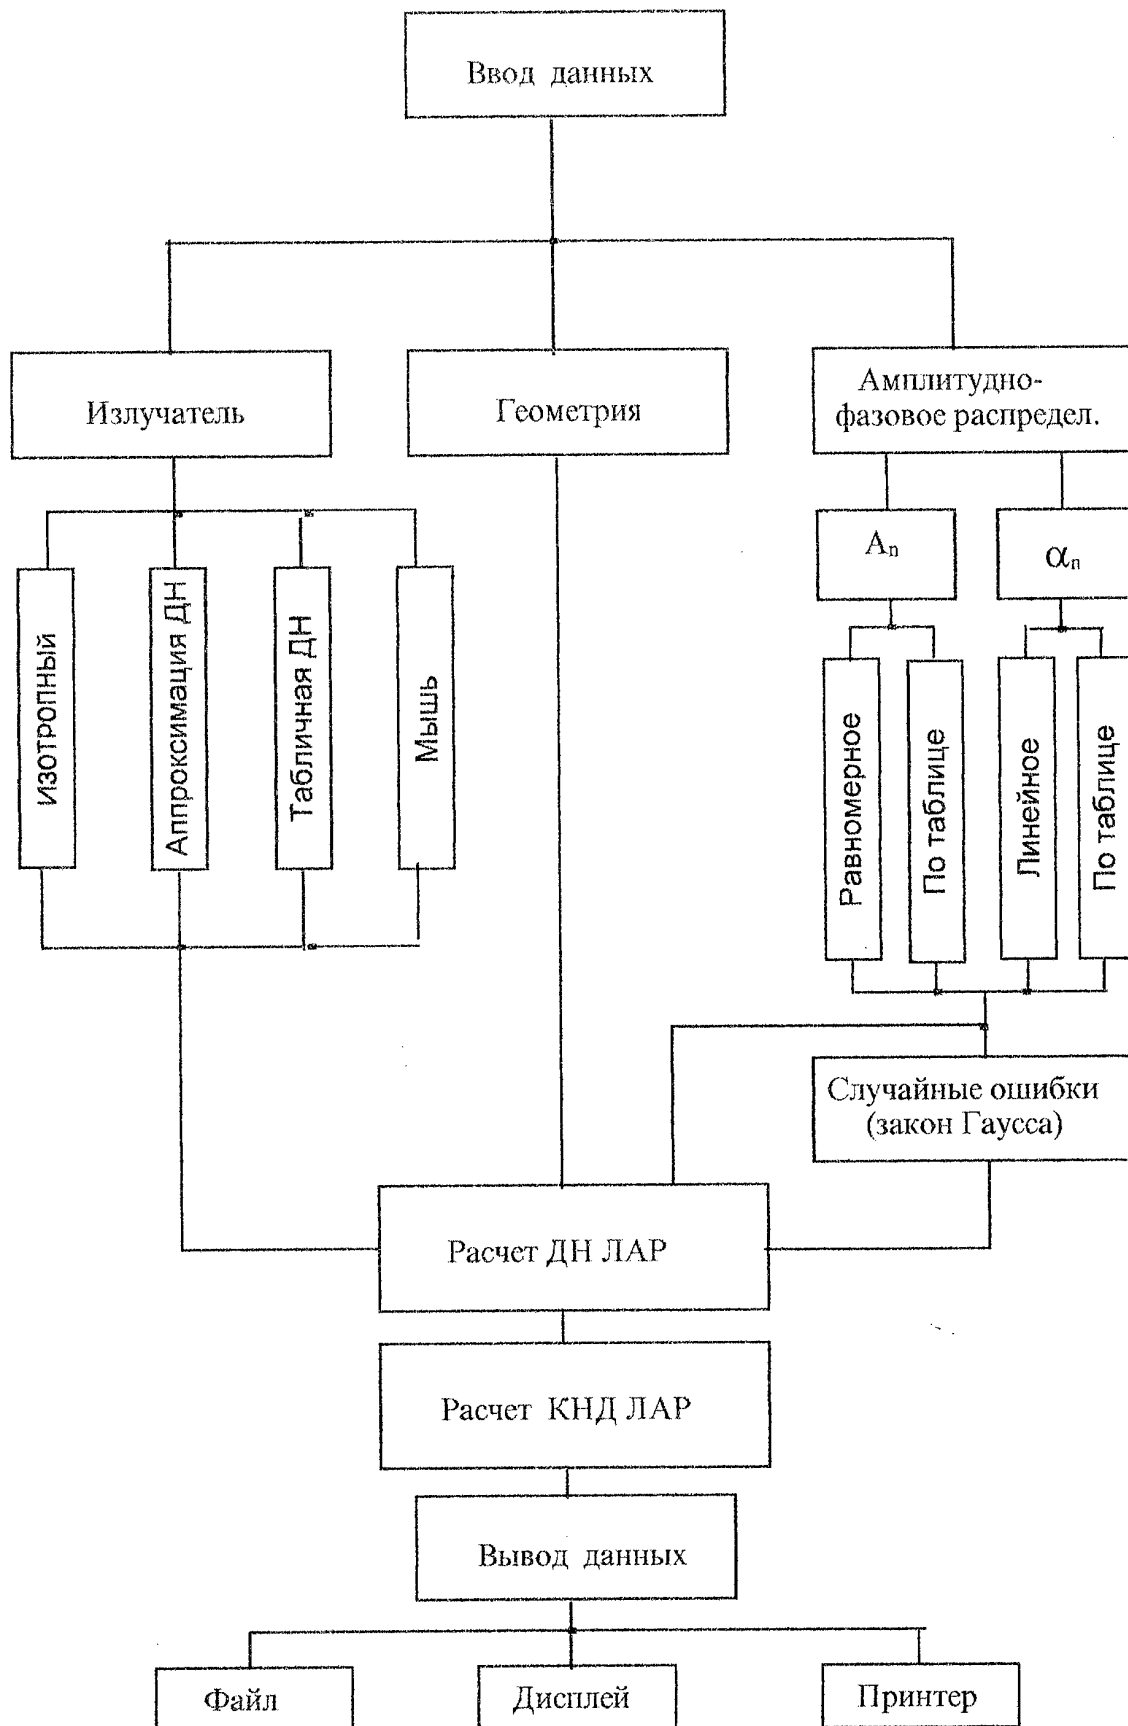 Ввод данных
Излучатель
Геометрия
Амплитудно-
фазовое распредел.
An
αn
изотропный
Аппроксимация ДН
Табличная ДН
Мышь
Равномерное
По таблице
Линейное
По таблице
Случайные ошибки
(закон Гаусса)
Расчет ДН ЛАР
Расчет КНД ЛАР
Вывод данных
Файл
Дисплей
Принтер